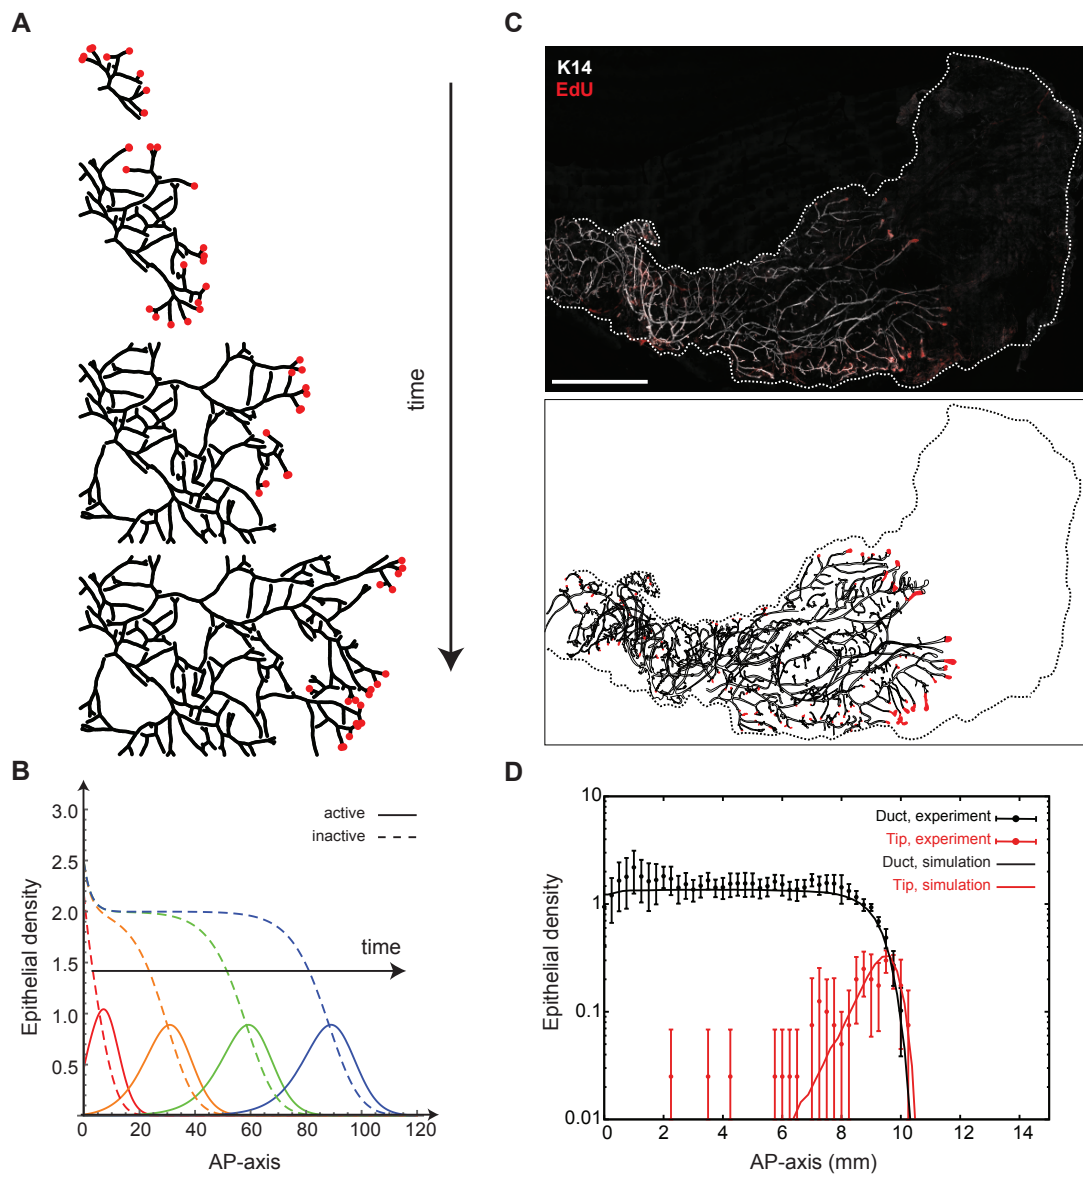 A
time
B
3.0
2.5
2.0
1.5
1.0
0.5
0
20
40
60
80
100
120
active
inactive
time
Epithelial density
AP-axis
C
K14
EdU
D
10
1
0.1
0.01
0
2
4
6
8
10
12
14
Duct, experiment
Tip, experiment
Duct, simulation
Tip, simulation
Epithelial density
AP-axis (mm)